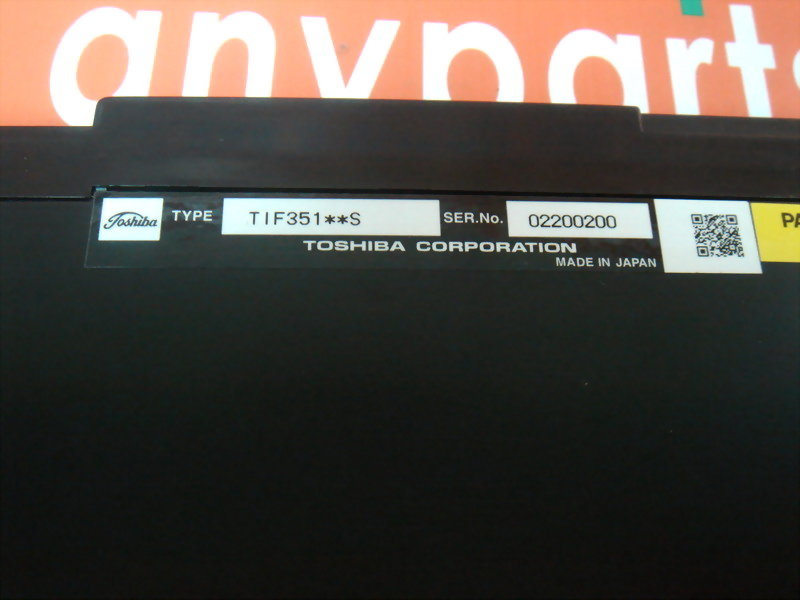 anyparts
Toshiba TYPE TIF351**S SER.No. 02200200
TOSHIBA CORPORATION
MADE IN JAPAN